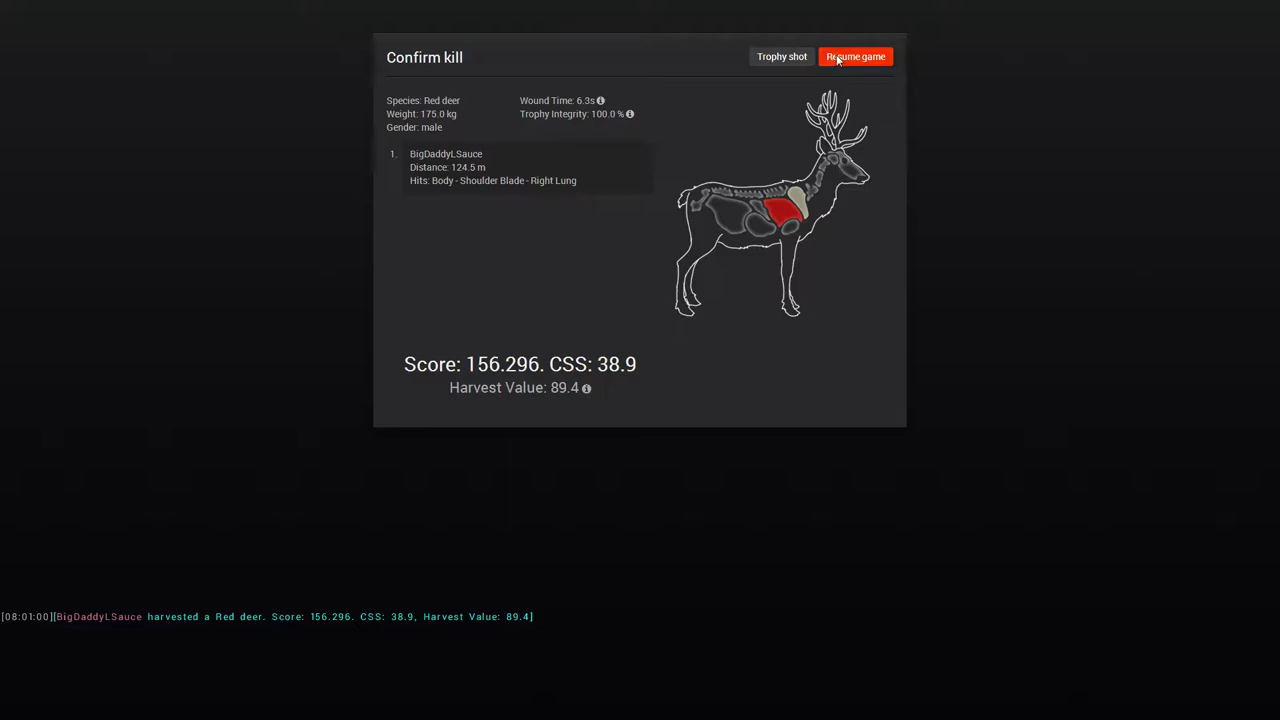 Confirm kill
Trophy shot
Resume game
Species: Red deer
Weight: 175.0 kg
Gender: male
Wound Time: 6.3s
Trophy Integrity: 100.0 %
1. BigDaddyLSauce
Distance: 124.5 m
Hits: Body - Shoulder Blade - Right Lung
Score: 156.296. CSS: 38.9
Harvest Value: 89.4
[08:01:00][BigDaddyLSauce harvested a Red deer. Score: 156.296. CSS: 38.9, Harvest Value: 89.4]